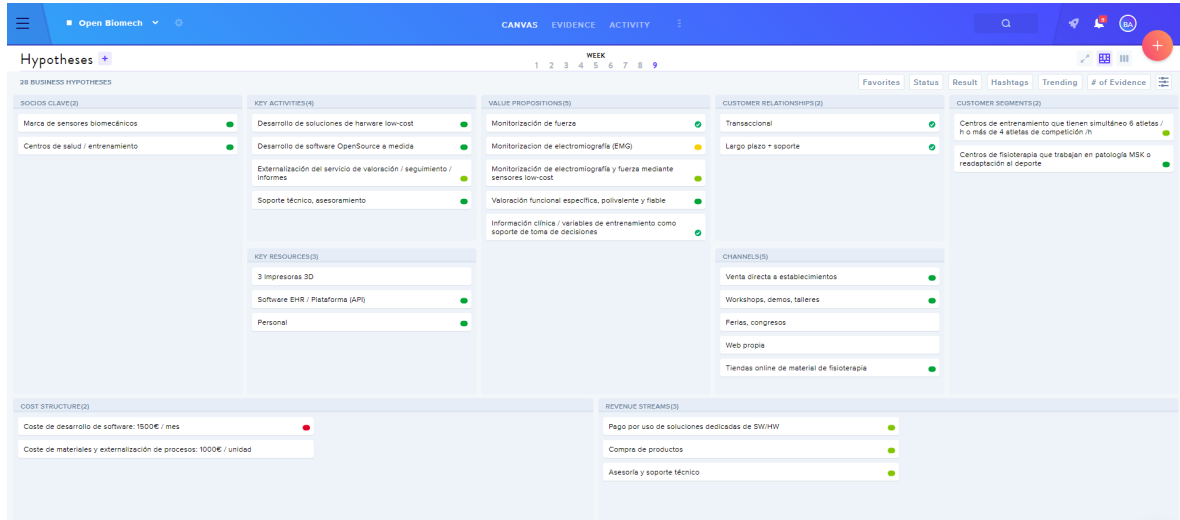 Open Biomech
CANVAS EVIDENCE ACTIVITY
BA
Hypotheses +
WEEK
1 2 3 4 5 6 7 8 9
+
28 BUSINESS HYPOTHESES
Favorites Status Result Hashtags Trending # of Evidence
SOCIOS CLAVE(2)
Marca de sensores biomecánicos
Centros de salud / entrenamiento
KEY ACTIVITIES(4)
Desarrollo de soluciones de harware low-cost
Desarrollo de software OpenSource a medida
Externalización del servicio de valoración / seguimiento /
informes
Soporte técnico, asesoramiento
KEY RESOURCES(3)
3 Impresoras 3D
Software EHR / Plataforma (API)
Personal
VALUE PROPOSITIONS(5)
Monitorización de fuerza
Monitorizacion de electromiografía (EMG)
Monitorización de electromiografía y fuerza mediante
sensores low-cost
Valoración funcional específica, polivalente y fiable
Información clínica / variables de entrenamiento como
soporte de toma de decisiones
CUSTOMER RELATIONSHIPS(2)
Transaccional
Largo plazo + soporte
CHANNELS(5)
Venta directa a establecimientos
Workshops, demos, talleres
Ferias, congresos
Web propia
Tiendas online de material de fisioterapia
CUSTOMER SEGMENTS(2)
Centros de entrenamiento que tienen simultáneo 6 atletas /
h o más de 4 atletas de competición /h
Centros de fisioterapia que trabajan en patología MSK o
readaptación al deporte
COST STRUCTURE(2)
Coste de desarrollo de software: 1500€ / mes
Coste de materiales y externalización de procesos: 1000€ / unidad
REVENUE STREAMS(3)
Pago por uso de soluciones dedicadas de SW/HW
Compra de productos
Asesoría y soporte técnico